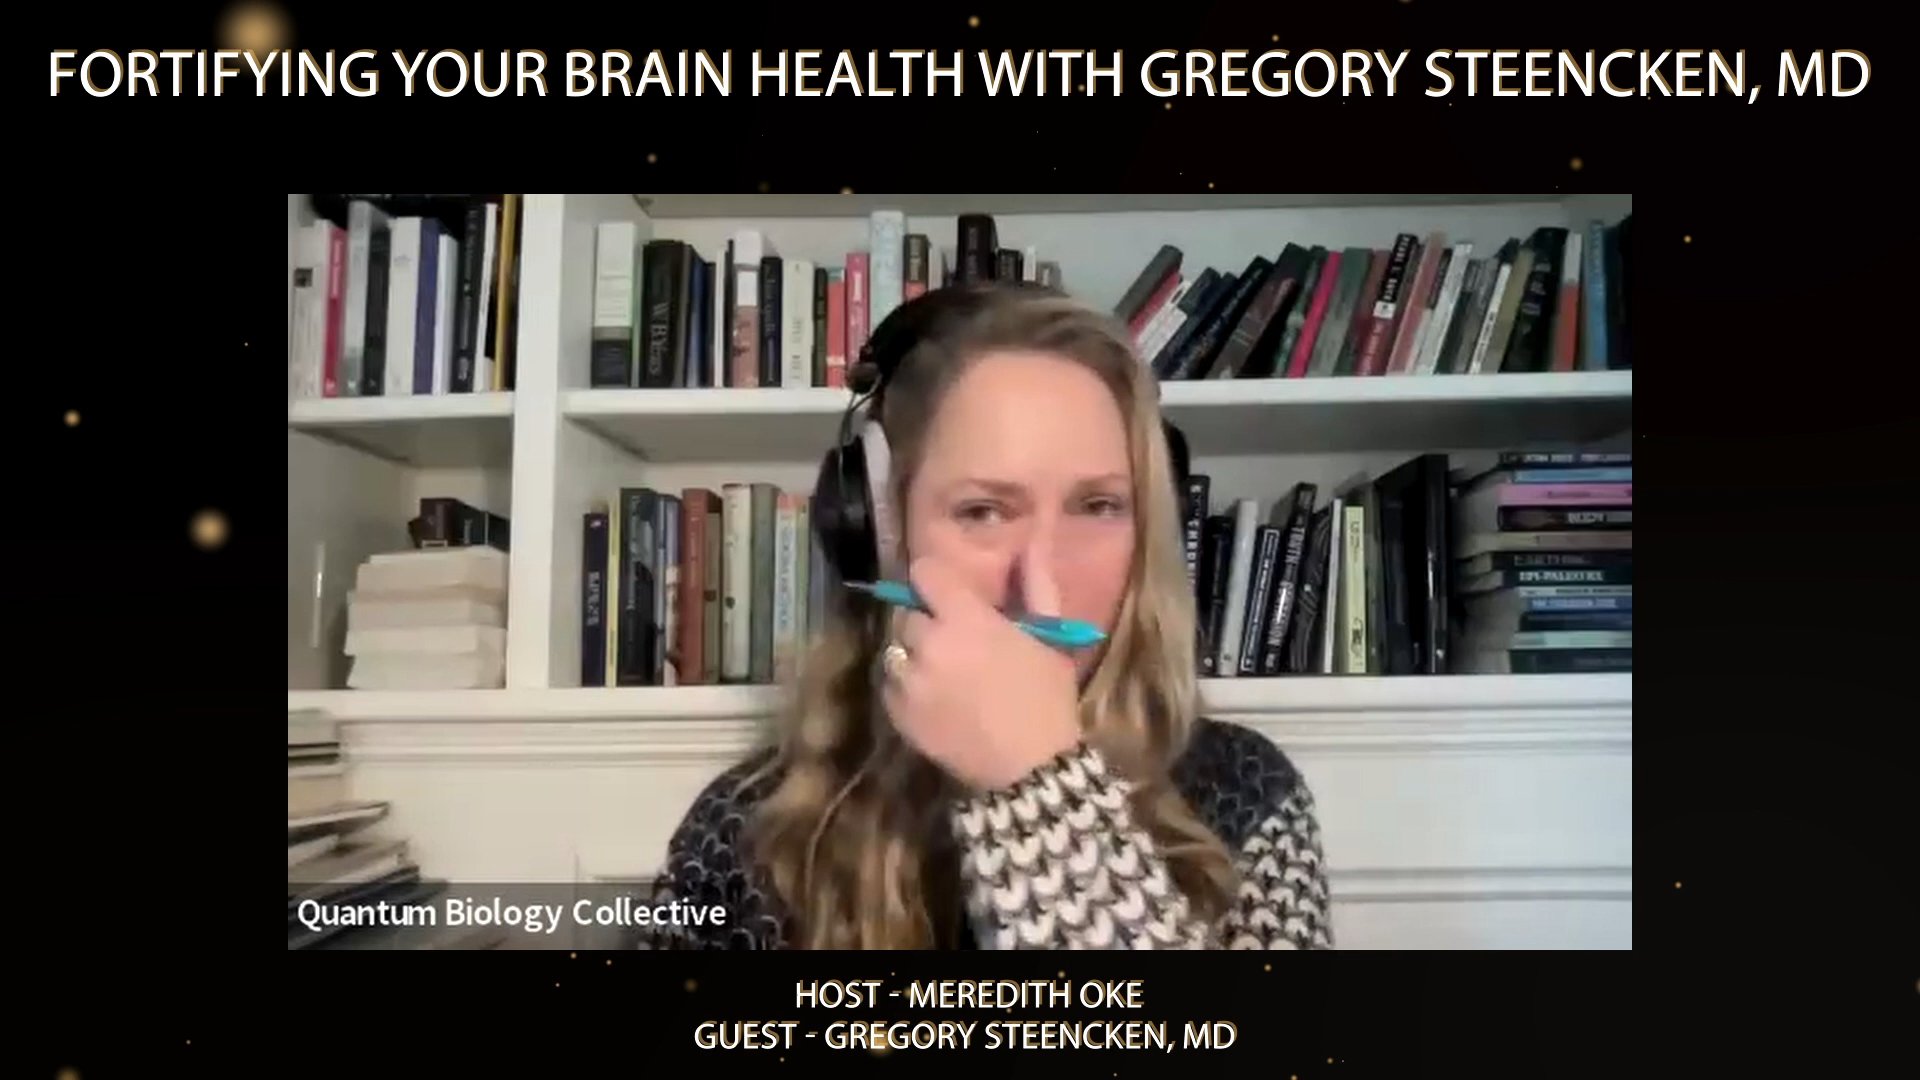 FORTIFYING YOUR BRAIN HEALTH WITH GREGORY STEENCKEN, MD
Quantum Biology Collective
HOST - MEREDITH OKE
GUEST - GREGORY STEENCKEN, MD